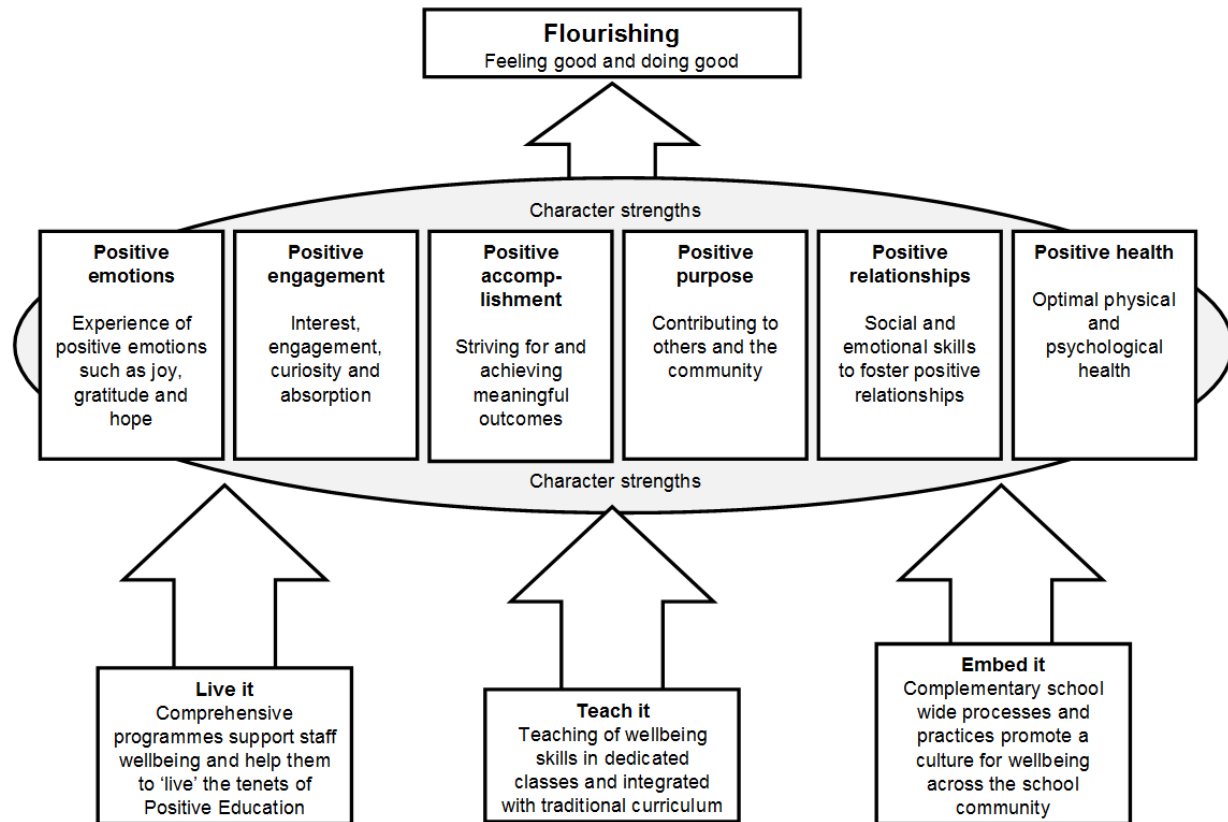 Flourishing
Feeling good and doing good
Character strengths
Positive
emotions
Experience of
positive emotions
such as joy,
gratitude and
hope
Positive
engagement
Interest,
engagement,
curiosity and
absorption
Positive
accomp-
lishment
Striving for and
achieving
meaningful
outcomes
Positive
purpose
Contributing to
others and the
community
Positive
relationships
Social and
emotional skills
to foster positive
relationships
Positive health
Optimal physical
and
psychological
health
Character strengths
Live it
Comprehensive
programmes support staff
wellbeing and help them
to ‘live’ the tenets of
Positive Education
Teach it
Teaching of wellbeing
skills in dedicated
classes and integrated
with traditional curriculum
Embed it
Complementary school
wide processes and
practices promote a
culture for wellbeing
across the school
community